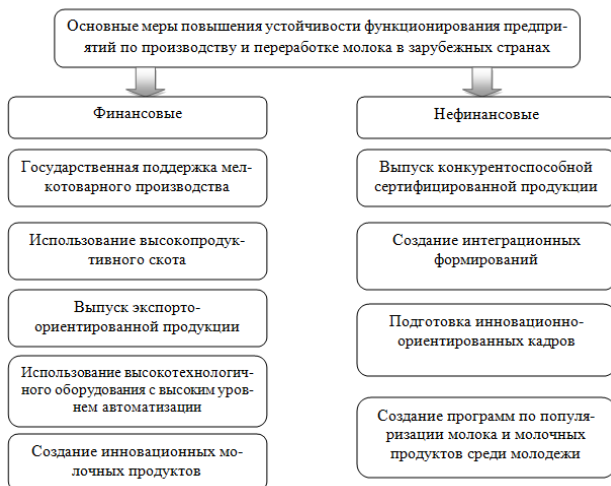 Основные меры повышения устойчивости функционирования предпри-
ятий по производству и переработке молока в зарубежных странах
Финансовые
Государственная поддержка мел-
котоварного производства
Использование высокопродук-
тивного скота
Выпуск экспорто-
ориентированной продукции
Использование высокотехнологич-
ного оборудования с высоким уров-
нем автоматизации
Создание инновационных мо-
лочных продуктов
Нефинансовые
Выпуск конкурентоспособной
сертифицированной продукции
Создание интеграционных
формирований
Подготовка инновационно-
ориентированных кадров
Создание программ по популя-
ризации молока и молочных
продуктов среди молодежи